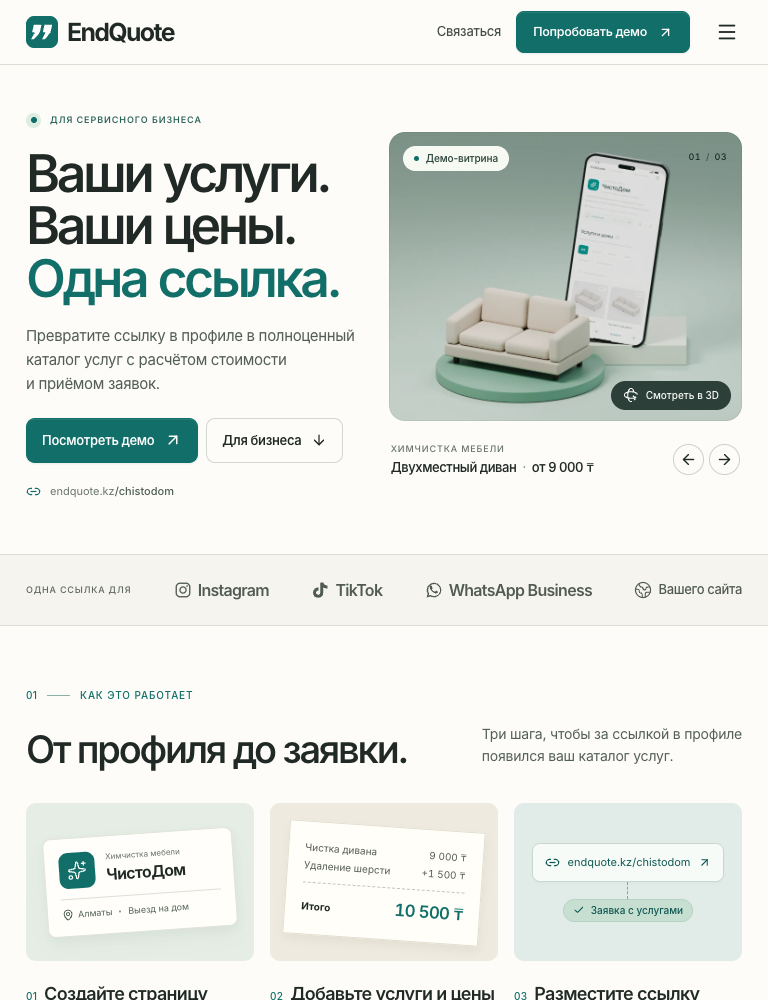 EndQuote
Связаться
Попробовать демо
ДЛЯ СЕРВИСНОГО БИЗНЕСА
Ваши услуги.
Ваши цены.
Одна ссылка.
Превратите ссылку в профиле в полноценный
каталог услуг с расчётом стоимости
и приёмом заявок.
Посмотреть демо
Для бизнеса
endquote.kz/chistodom
Демо-витрина
01 / 03
ЧистоДом
Услуги и цены
Смотреть в 3D
ХИМЧИСТКА МЕБЕЛИ
Двухместный диван · от 9 000 ₸
ОДНА ССЫЛКА ДЛЯ
Instagram
TikTok
WhatsApp Business
Вашего сайта
01 — КАК ЭТО РАБОТАЕТ
От профиля до заявки.
Три шага, чтобы за ссылкой в профиле
появился ваш каталог услуг.
Химчистка мебели
ЧистоДом
Алматы · Выезд на дом
Чистка дивана 9 000 ₸
Удаление шерсти +1 500 ₸
Итого 10 500 ₸
endquote.kz/chistodom
Заявка с услугами
01 Создайте страницу
02 Добавьте услуги и цены
03 Разместите ссылку